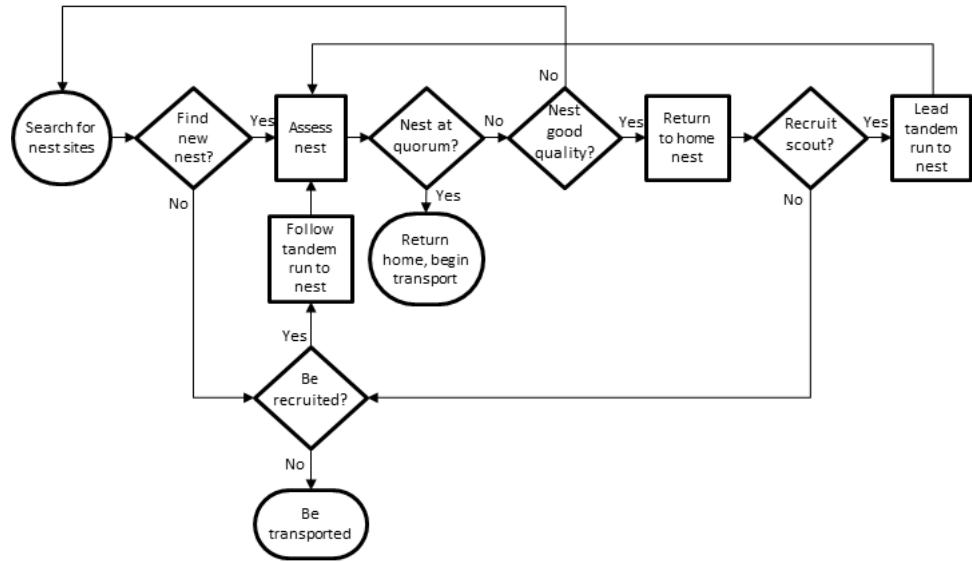 No
Search for
nest sites
Find
new
nest?
Yes
Assess
nest
Nest at
quorum?
No
Nest
good
quality?
Yes
Return
to home
nest
Recruit
scout?
Yes
Lead
tandem
run to
nest
No
Yes
No
Follow
tandem
run to
nest
Return
home, begin
transport
Yes
Be
recruited?
No
Be
transported